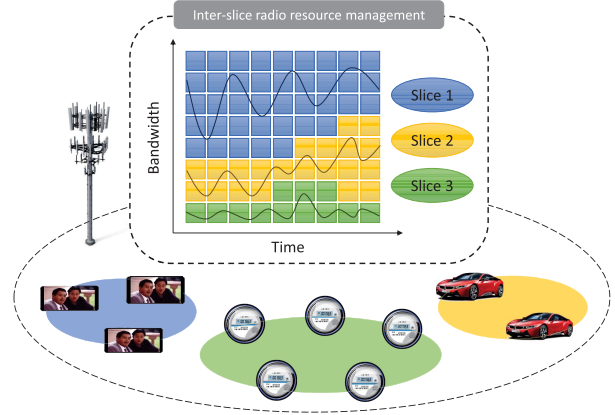 Inter-slice radio resource management
Bandwidth
Time
Slice 1
Slice 2
Slice 3